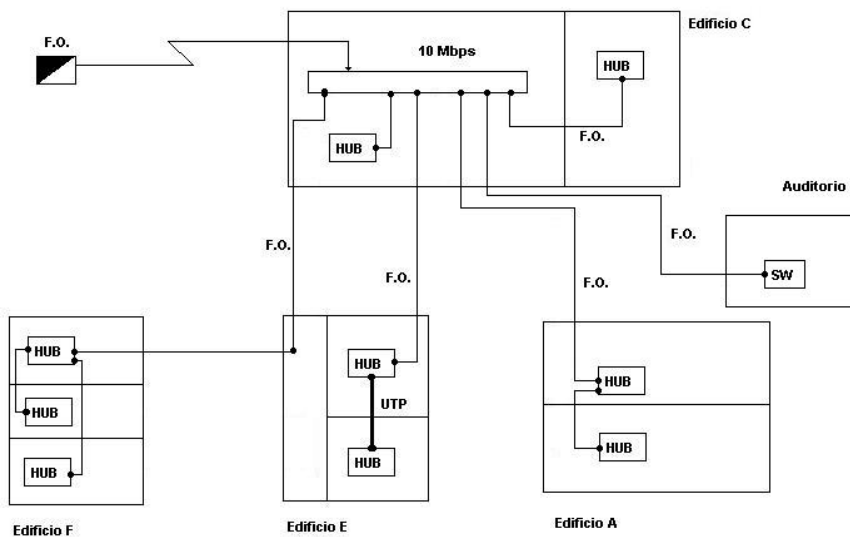 Edificio C
F.O.
10 Mbps
HUB
F.O.
HUB
Auditorio
F.O.
F.O.
F.O.
F.O.
SW
HUB
HUB
HUB
HUB
UTP
HUB
HUB
HUB
HUB
Edificio F
Edificio E
Edificio A